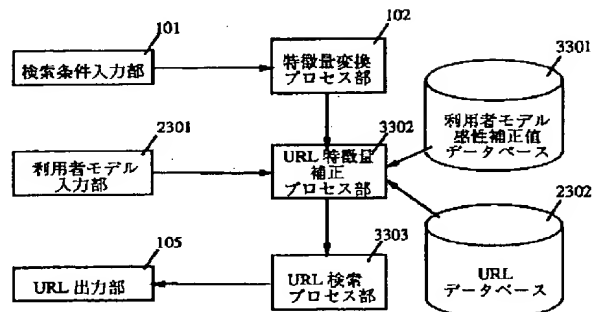 101
検索条件入力部
102
特徴量変換
プロセス部
3301
利用者モデル
感性補正値
データベース
2301
利用者モデル
入力部
3302
URL 特徴量
補正
プロセス部
2302
URL
データベース
105
URL 出力部
3303
URL 検索
プロセス部